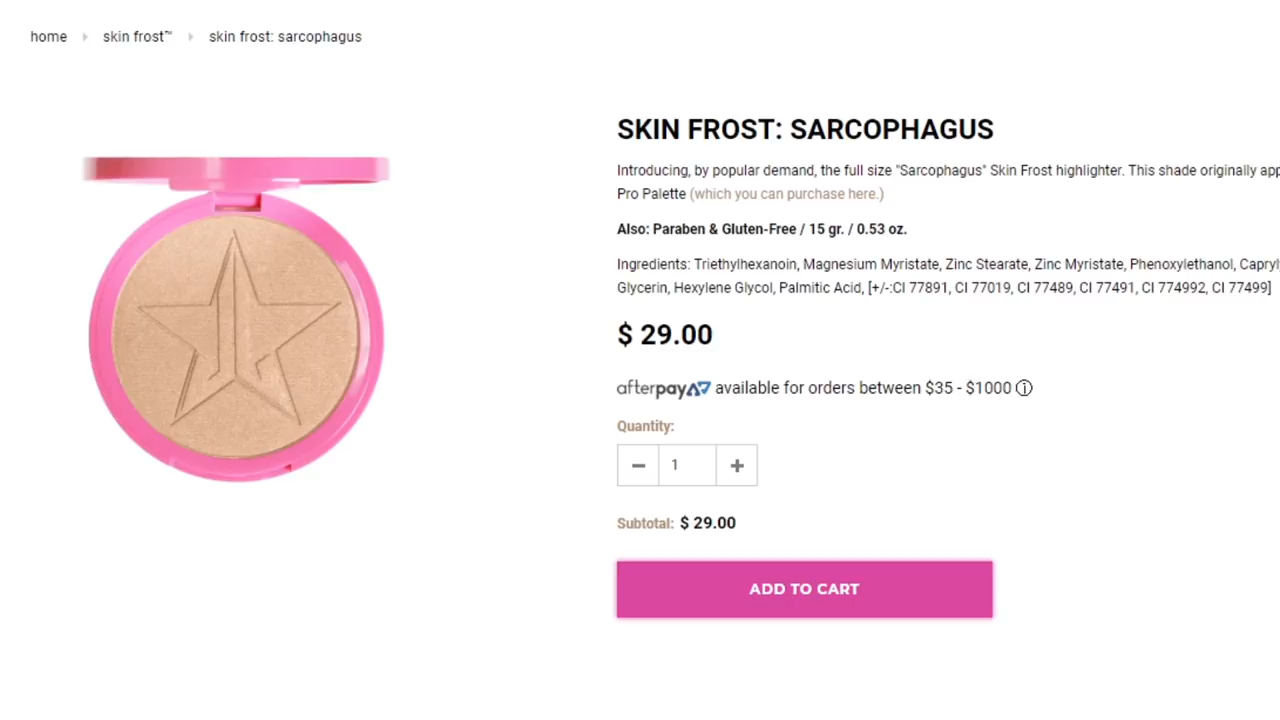 home skin frost™ skin frost: sarcophagus
SKIN FROST: SARCOPHAGUS
Introducing, by popular demand, the full size "Sarcophagus" Skin Frost highlighter. This shade originally
Pro Palette (which you can purchase here.)
Also: Paraben & Gluten-Free / 15 gr. / 0.53 oz.
Ingredients: Triethylhexanoin, Magnesium Myristate, Zinc Stearate, Zinc Myristate, Phenoxyethanol,
Glycerin, Hexylene Glycol, Palmitic Acid, [+/-:CI 77891, CI 77019, CI 77489, CI 77491, CI 774992, CI 77499]
$ 29.00
afterpay available for orders between $35 - $1000
Quantity:
1
Subtotal: $ 29.00
ADD TO CART